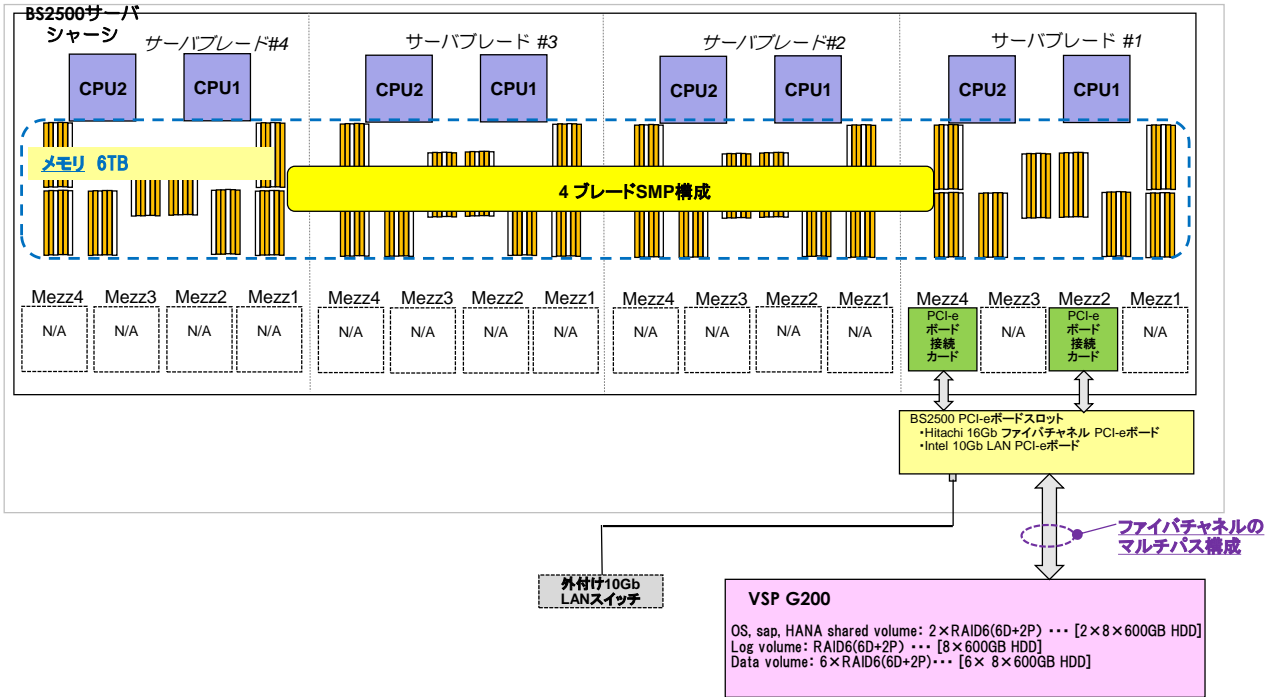 BS2500サーバ
シャーシ
サーバブレード#4
サーバブレード #3
サーバブレード#2
サーバブレード #1
CPU2
CPU1
CPU2
CPU1
CPU2
CPU1
CPU2
CPU1
メモリ 6TB
4 ブレードSMP構成
Mezz4 Mezz3 Mezz2 Mezz1
Mezz4 Mezz3 Mezz2 Mezz1
Mezz4 Mezz3 Mezz2 Mezz1
Mezz4 Mezz3 Mezz2 Mezz1
N/A N/A N/A N/A
N/A N/A N/A N/A
N/A N/A N/A N/A
PCI-e
ボード
接続
カード
N/A
PCI-e
ボード
接続
カード
N/A
BS2500 PCI-eボードスロット
・Hitachi 16Gb ファイバチャネル PCI-eボード
・Intel 10Gb LAN PCI-eボード
ファイバチャネルの
マルチパス構成
外付け10Gb
LANスイッチ
VSP G200
OS, sap, HANA shared volume: 2×RAID6(6D+2P) ・・・ [2×8×600GB HDD]
Log volume: RAID6(6D+2P) ・・・ [8×600GB HDD]
Data volume: 6×RAID6(6D+2P)・・・ [6× 8×600GB HDD]